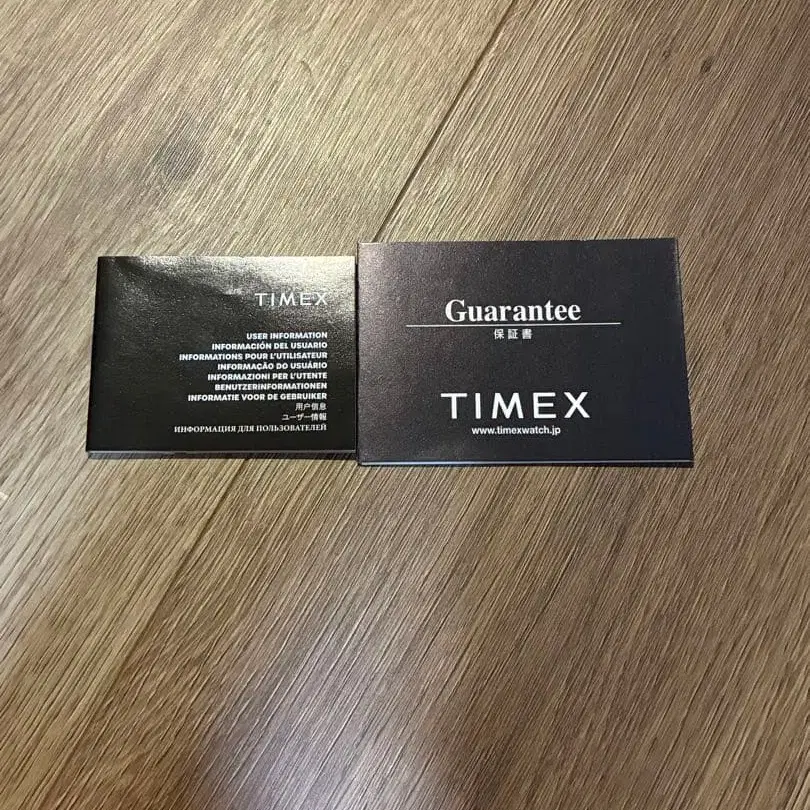 TIMEX
USER INFORMATION
INFORMACIÓN DEL USUARIO
INFORMATIONS POUR L'UTILISATEUR
INFORMAÇÃO DO USUÁRIO
INFORMAZIONI PER L'UTENTE
BENUTZERINFORMATIONEN
INFORMATIE VOOR DE GEBRUIKER
用户信息
ユーザー情報
ИНФОРМАЦИЯ ДЛЯ ПОЛЬЗОВАТЕЛЕЙ
Guarantee
保証書
TIMEX
www.timexwatch.jp